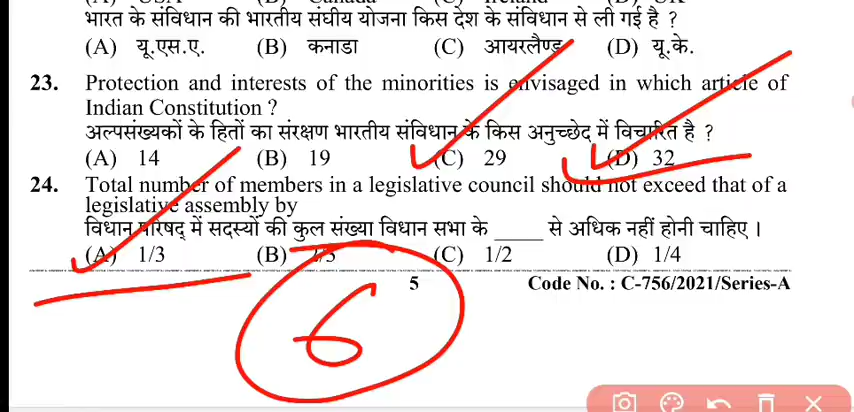 भारत के संविधान की भारतीय संघीय योजना किस देश के संविधान से ली गई है ?
(A) यू.एस.ए. (B) कनाडा (C) आयरलैण्ड (D) यू.के.
23. Protection and interests of the minorities is envisaged in which article of
Indian Constitution ?
अल्पसंख्यकों के हितों का संरक्षण भारतीय संविधान के किस अनुच्छेद में विचारित है ?
(A) 14 (B) 19 (C) 29 (D) 32
24. Total number of members in a legislative council should not exceed that of a
legislative assembly by
विधान परिषद् में सदस्यों की कुल संख्या विधान सभा के _____ से अधिक नहीं होनी चाहिए ।
(A) 1/3 (B) 2/3 (C) 1/2 (D) 1/4
5 Code No. : C-756/2021/Series-A
6